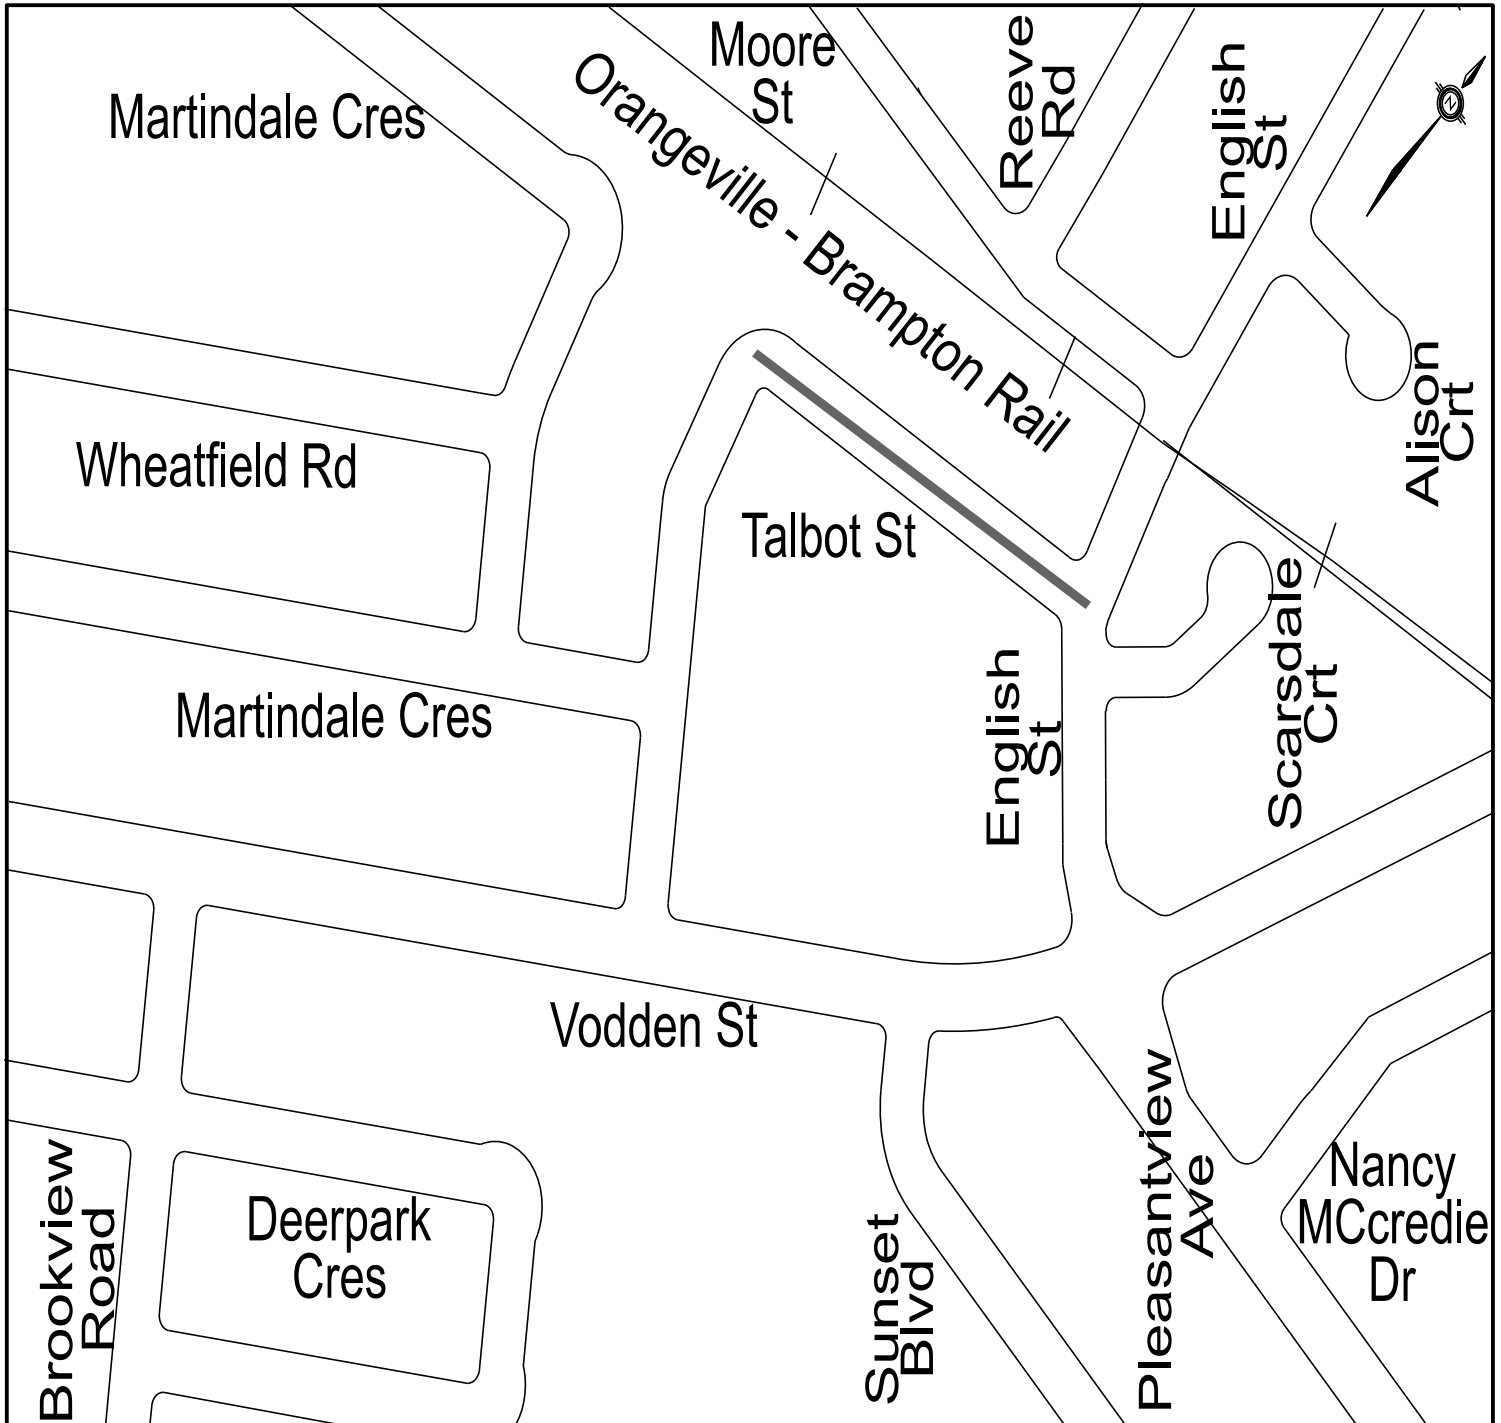 Moore
St
Reeve
Rd
English
St
Martindale Cres
Orangeville - Brampton Rail
N
Alison
Crt
Wheatfield Rd
Talbot St
Scarsdale
Crt
English
St
Martindale Cres
Vodden St
Pleasantview
Ave
Nancy
MCcredie
Dr
Brookview
Road
Deerpark
Cres
Sunset
Blvd